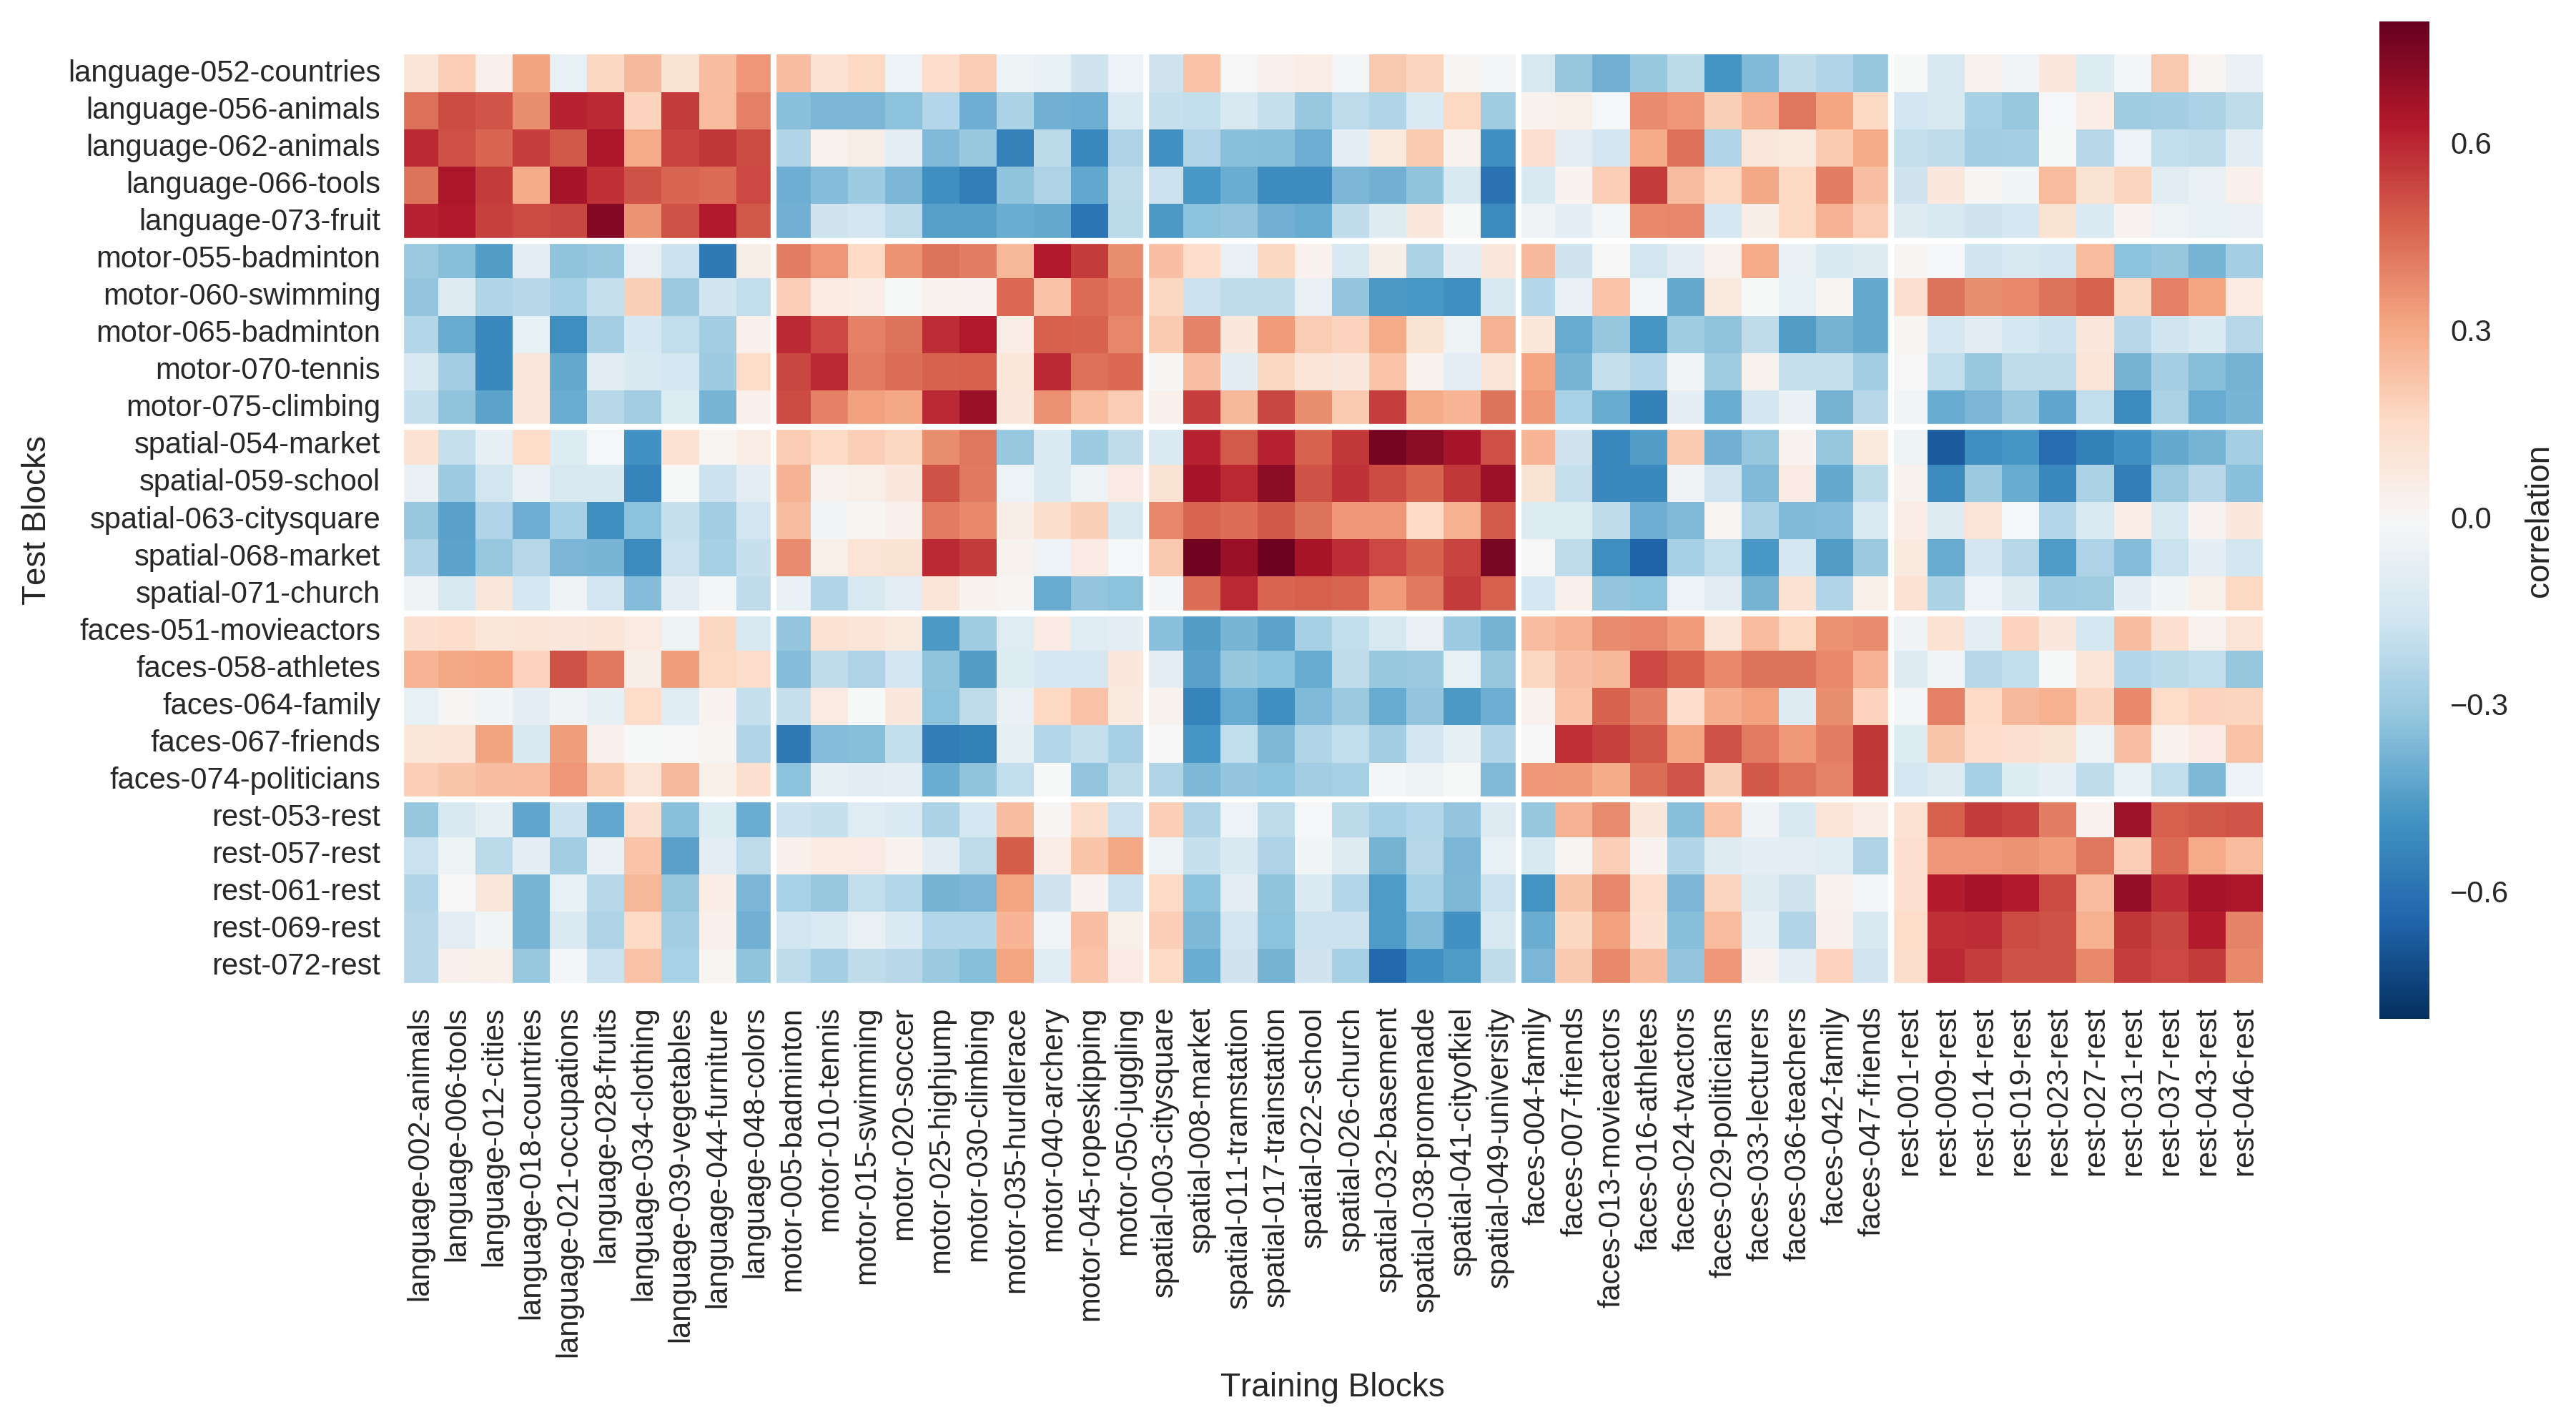 language-052-countries
language-056-animals
language-062-animals
language-066-tools
language-073-fruit
motor-055-badminton
motor-060-swimming
motor-065-badminton
motor-070-tennis
motor-075-climbing
spatial-054-market
spatial-059-school
spatial-063-citysquare
spatial-068-market
spatial-071-church
faces-051-movieactors
faces-058-athletes
faces-064-family
faces-067-friends
faces-074-politicians
rest-053-rest
rest-057-rest
rest-061-rest
rest-069-rest
rest-072-rest
Test Blocks
language-002-animals
language-006-tools
language-012-cities
language-018-countries
language-021-occupations
language-028-fruits
language-034-clothing
language-039-vegetables
language-044-furniture
language-048-colors
motor-005-badminton
motor-010-tennis
motor-015-swimming
motor-020-soccer
motor-025-highjump
motor-030-climbing
motor-035-hurdlerace
motor-040-archery
motor-045-ropeskipping
motor-050-juggling
spatial-003-citysquare
spatial-008-market
spatial-011-tramstation
spatial-017-trainstation
spatial-022-school
spatial-026-church
spatial-032-basement
spatial-038-promenade
spatial-041-cityofkiel
spatial-049-university
faces-004-family
faces-007-friends
faces-013-movieactors
faces-016-athletes
faces-024-tvactors
faces-029-politicians
faces-033-lecturers
faces-036-teachers
faces-042-family
faces-047-friends
rest-001-rest
rest-009-rest
rest-014-rest
rest-019-rest
rest-023-rest
rest-027-rest
rest-031-rest
rest-037-rest
rest-043-rest
rest-046-rest
Training Blocks
0.6
0.3
0.0
−0.3
−0.6
correlation